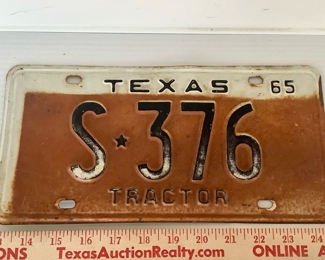 TEXAS 65
S★376
TRACTOR
ONS TexasAuctionRealty.com ONLINE